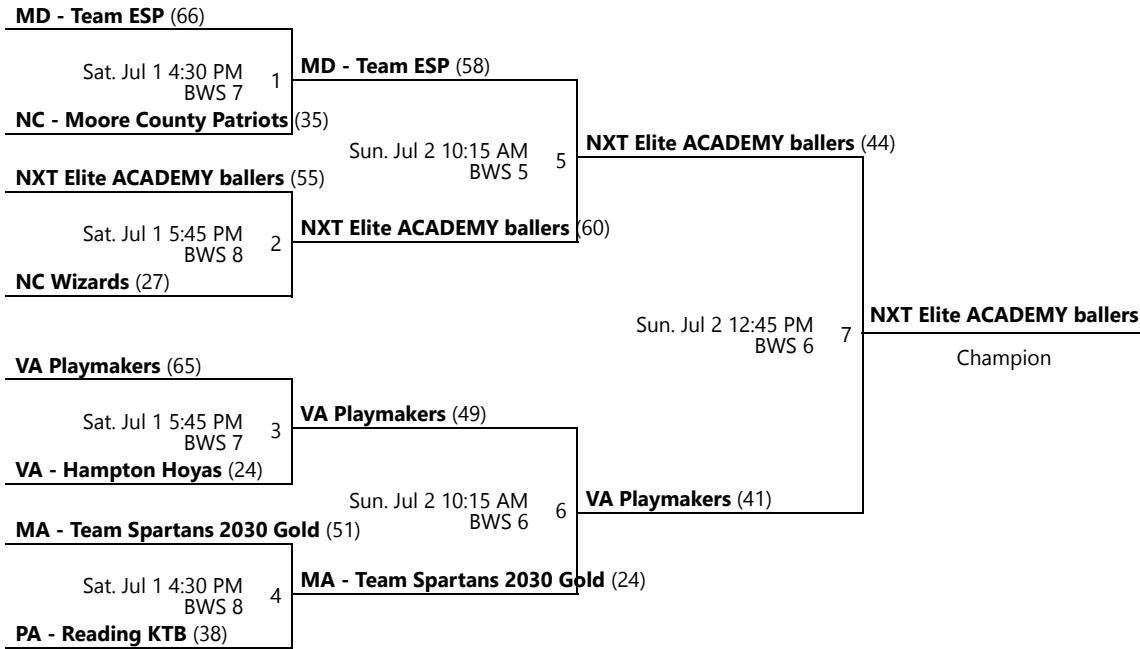 MD - Team ESP (66)
Sat. Jul 1 4:30 PM
BWS 7
1
NC - Moore County Patriots (35)
NXT Elite ACADEMY ballers (55)
Sat. Jul 1 5:45 PM
BWS 8
2
NC Wizards (27)
VA Playmakers (65)
Sat. Jul 1 5:45 PM
BWS 7
3
VA - Hampton Hoyas (24)
MA - Team Spartans 2030 Gold (51)
Sat. Jul 1 4:30 PM
BWS 8
4
PA - Reading KTB (38)
MD - Team ESP (58)
Sun. Jul 2 10:15 AM
BWS 5
5
NXT Elite ACADEMY ballers (60)
VA Playmakers (49)
Sun. Jul 2 10:15 AM
BWS 6
6
MA - Team Spartans 2030 Gold (24)
NXT Elite ACADEMY ballers (44)
Sun. Jul 2 12:45 PM
BWS 6
7
VA Playmakers (41)
NXT Elite ACADEMY ballers
Champion